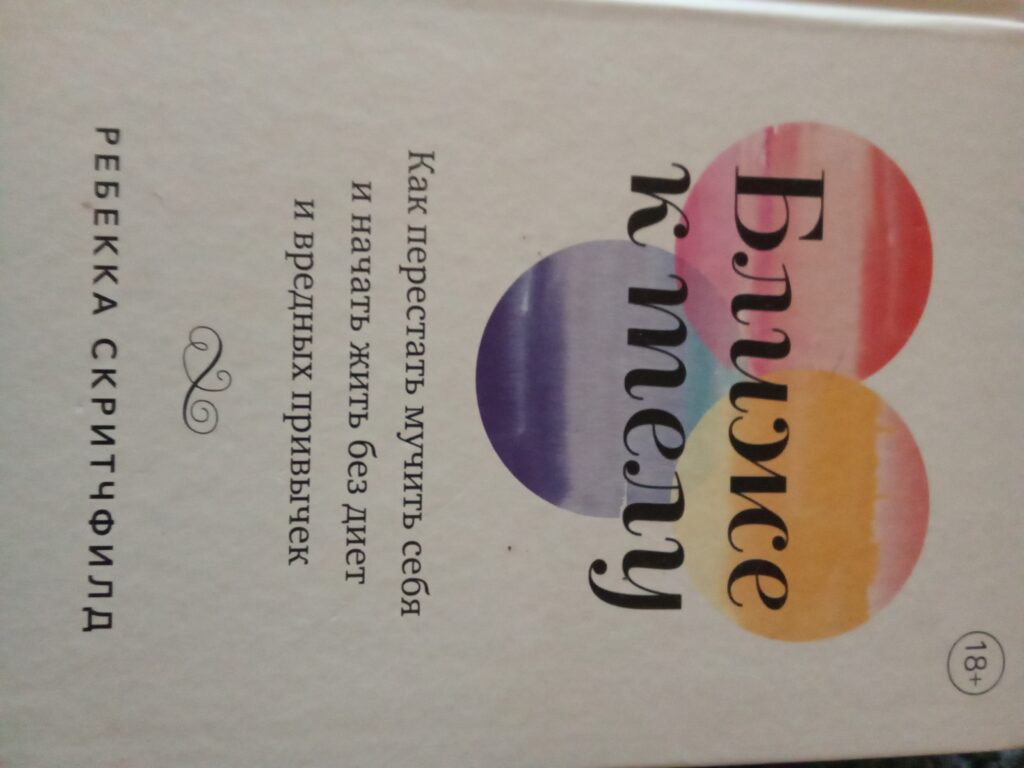 18+
Ближе
к телу
Как перестать мучить себя
и начать жить без диет
и вредных привычек
РЕБЕККА СКРИТЧФИЛД